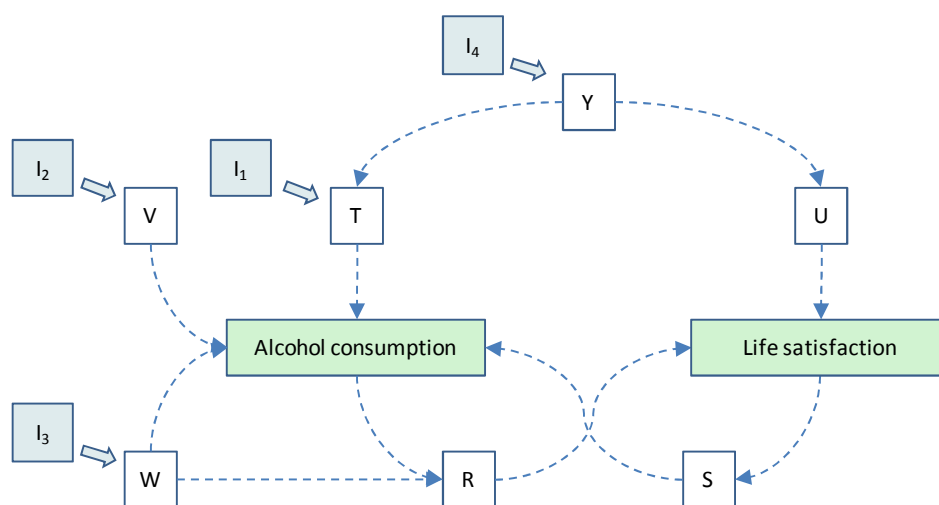 I₄
Y
I₂
I₁
V
T
U
Alcohol consumption
Life satisfaction
I₃
W
R
S